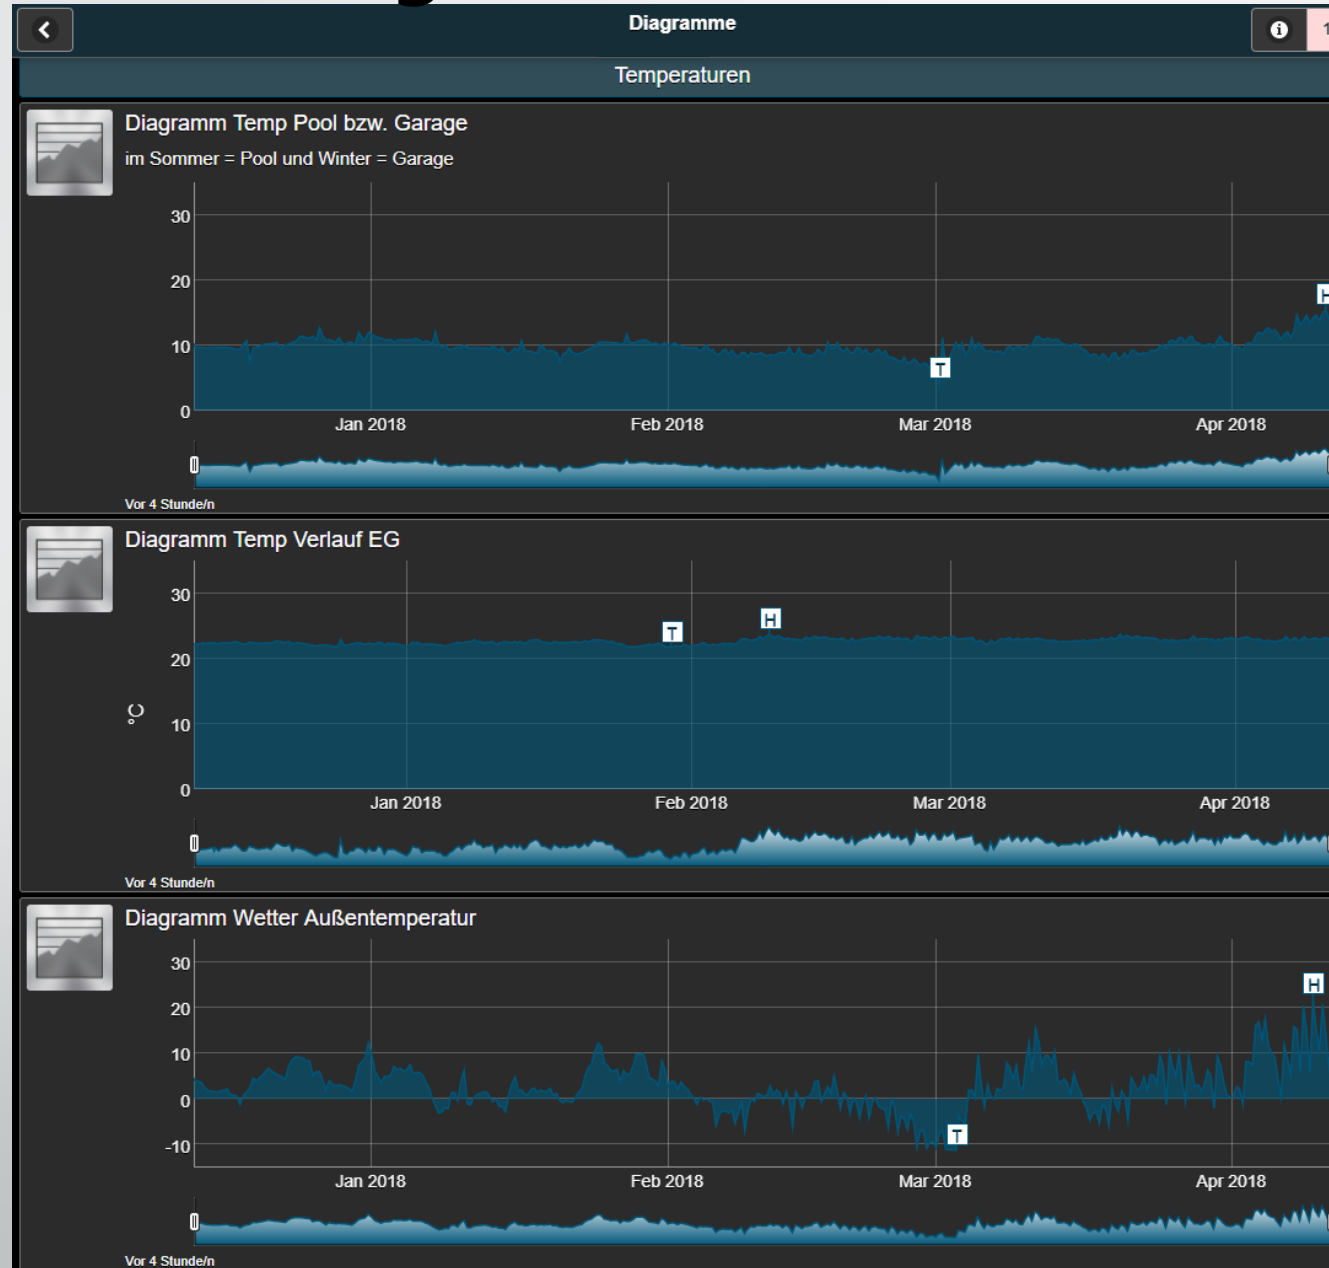 Diagramme
Temperaturen
Diagramm Temp Pool bzw. Garage
im Sommer = Pool und Winter = Garage
30
20
10
0
H
T
Jan 2018 Feb 2018 Mar 2018 Apr 2018
Vor 4 Stunde/n
Diagramm Temp Verlauf EG
30
20
10
0
°C
T
H
Jan 2018 Feb 2018 Mar 2018 Apr 2018
Vor 4 Stunde/n
Diagramm Wetter Außentemperatur
30
20
10
0
-10
H
T
Jan 2018 Feb 2018 Mar 2018 Apr 2018
Vor 4 Stunde/n